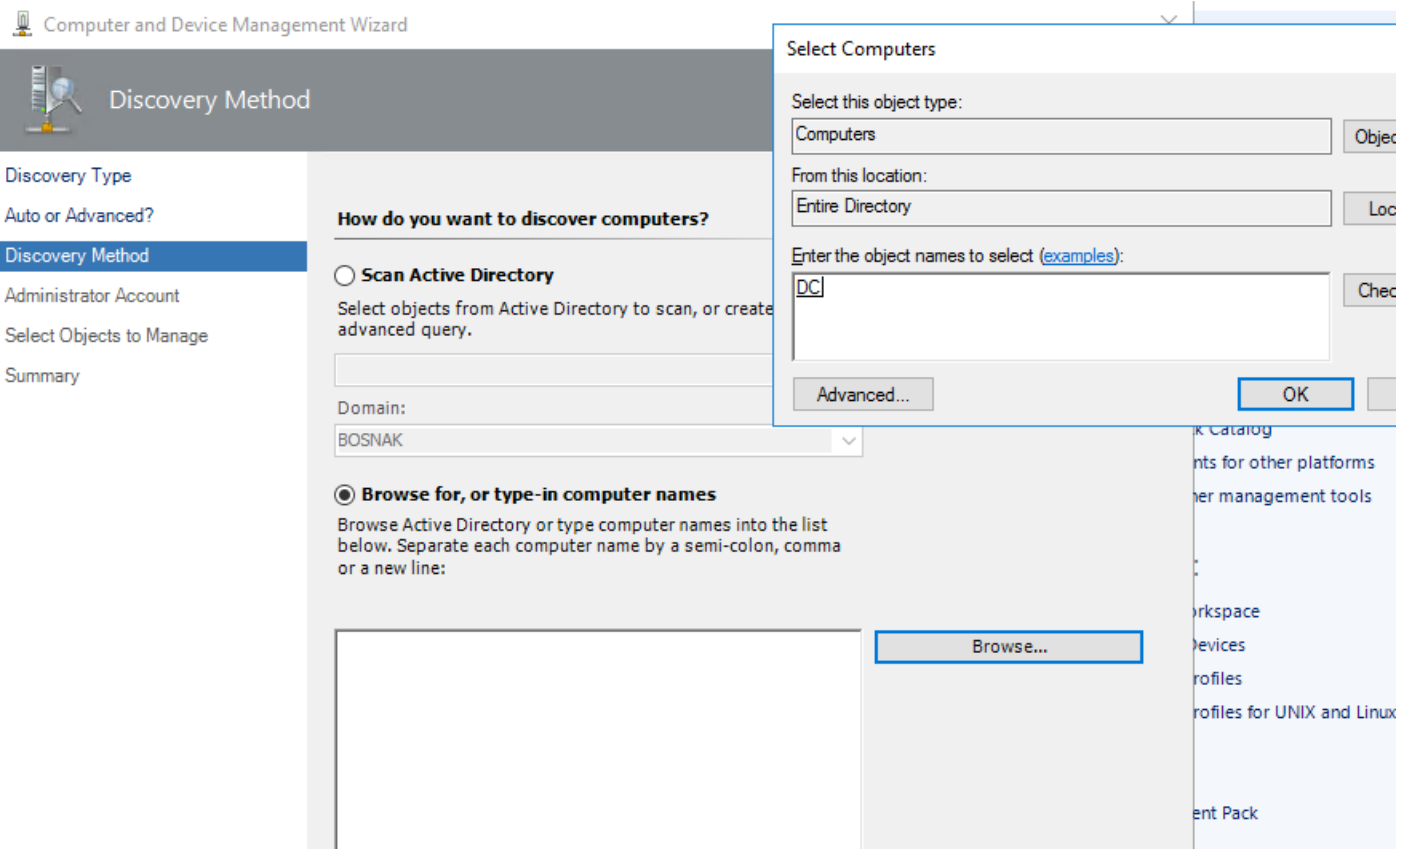 Computer and Device Management Wizard
Discovery Method
Discovery Type
Auto or Advanced?
Discovery Method
Administrator Account
Select Objects to Manage
Summary
How do you want to discover computers?
Scan Active Directory
Select objects from Active Directory to scan, or create
advanced query.
Domain:
BOSNAK
Browse for, or type-in computer names
Browse Active Directory or type computer names into the list
below. Separate each computer name by a semi-colon, comma
or a new line:
Browse...
Select Computers
Select this object type:
Computers
Objec
From this location:
Entire Directory
Loc
Enter the object names to select (examples):
DC
Chec
Advanced...
OK
k Catalog
nts for other platforms
her management tools
:
orkspace
Devices
rofiles
rofiles for UNIX and Linux
ent Pack